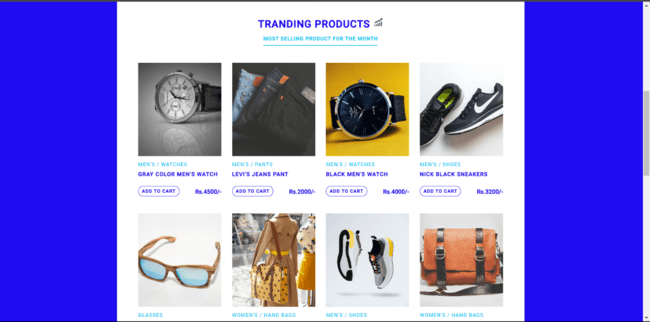 TRANDING PRODUCTS
MOST SELLING PRODUCT FOR THE MONTH
MEN'S / WATCHES
MEN'S / PANTS
MEN'S / WATCHES
MEN'S / SHOES
GRAY COLOR MEN'S WATCH
LEVI'S JEANS PANT
BLACK MEN'S WATCH
NICK BLACK SNEAKERS
ADD TO CART
Rs.4500/-
ADD TO CART
Rs.2000/-
ADD TO CART
Rs.4000/-
ADD TO CART
Rs.3200/-
GLASSES
WOMEN'S / HAND BAGS
MEN'S / SHOES
WOMEN'S / HAND BAGS